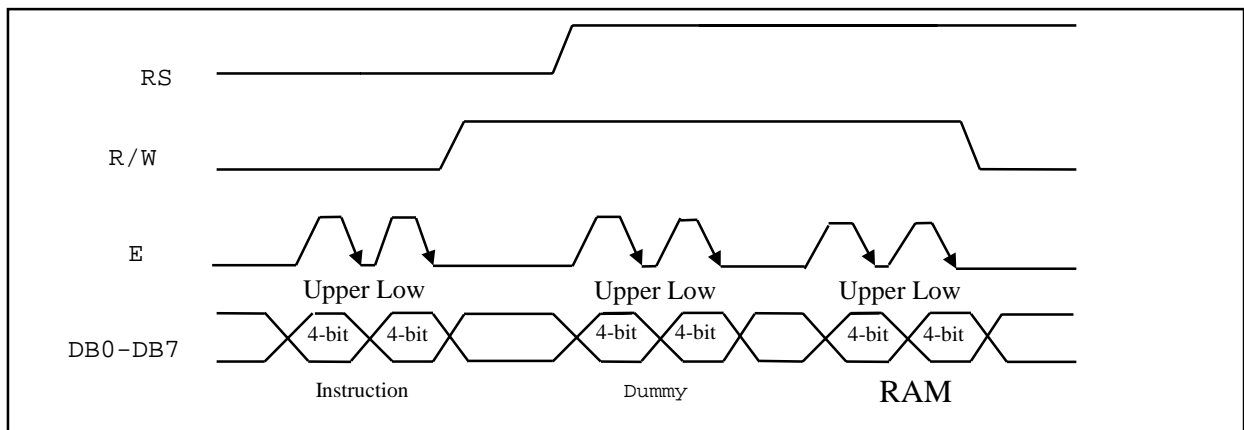 RS
R/W
E
Upper Low Upper Low Upper Low
4-bit 4-bit 4-bit 4-bit 4-bit 4-bit
DB0-DB7
Instruction Dummy RAM